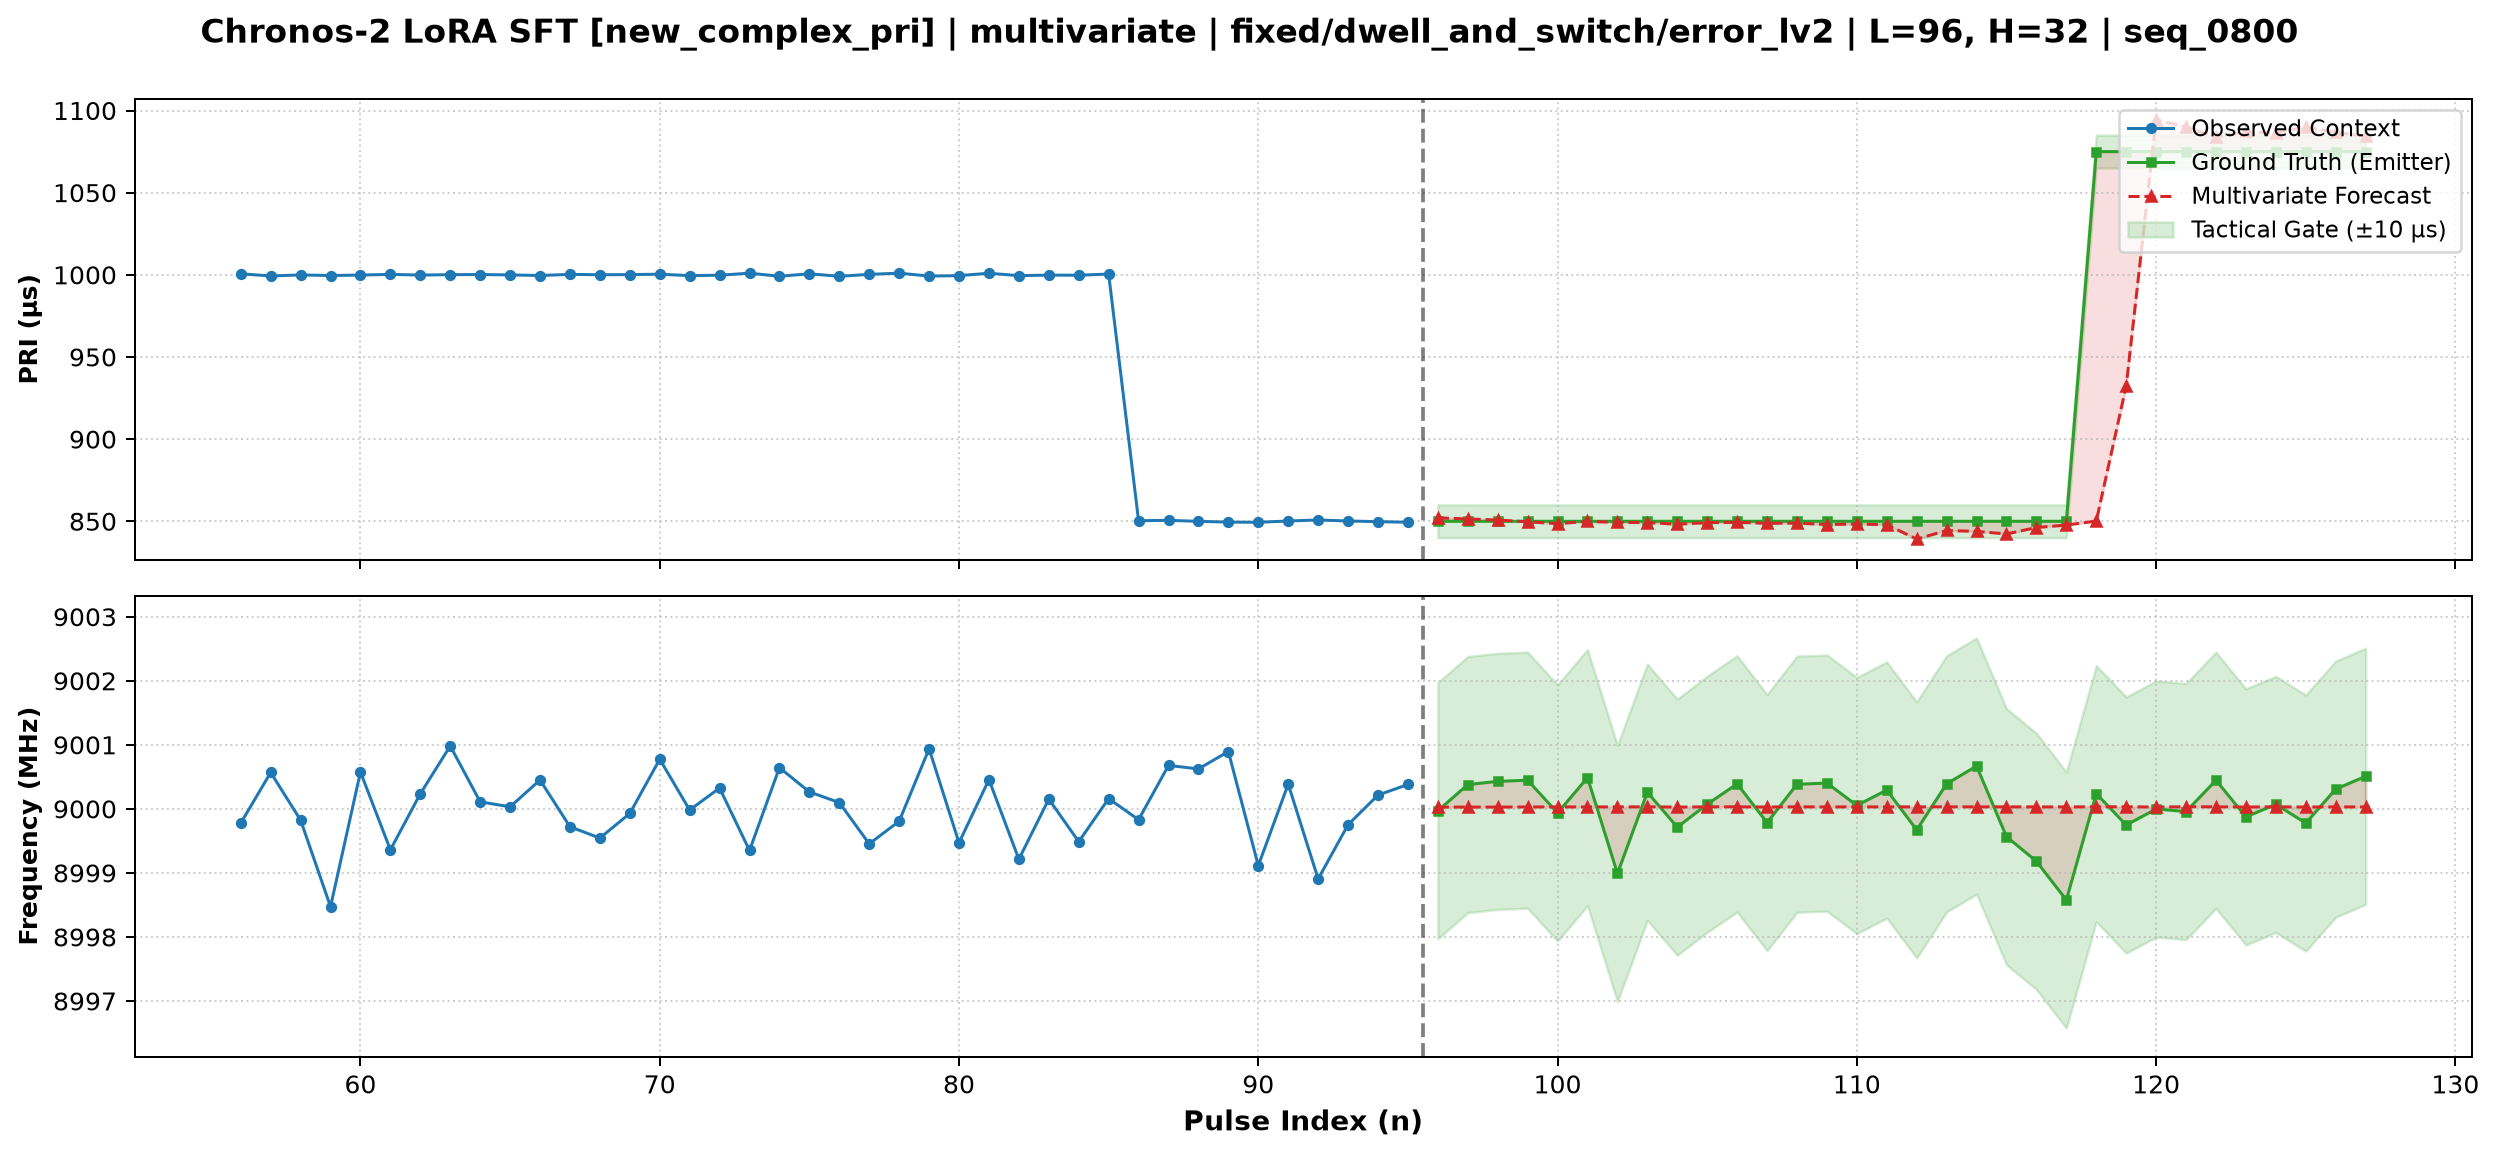 Chronos-2 LoRA SFT [new_complex_pri] | multivariate | fixed/dwell_and_switch/error_lv2 | L=96, H=32 | seq_0800
1100
1050
1000
950
900
850
PRI (µs)
Observed Context
Ground Truth (Emitter)
Multivariate Forecast
Tactical Gate (±10 µs)
9003
9002
9001
9000
8999
8998
8997
Frequency (MHz)
60
70
80
90
100
110
120
130
Pulse Index (n)